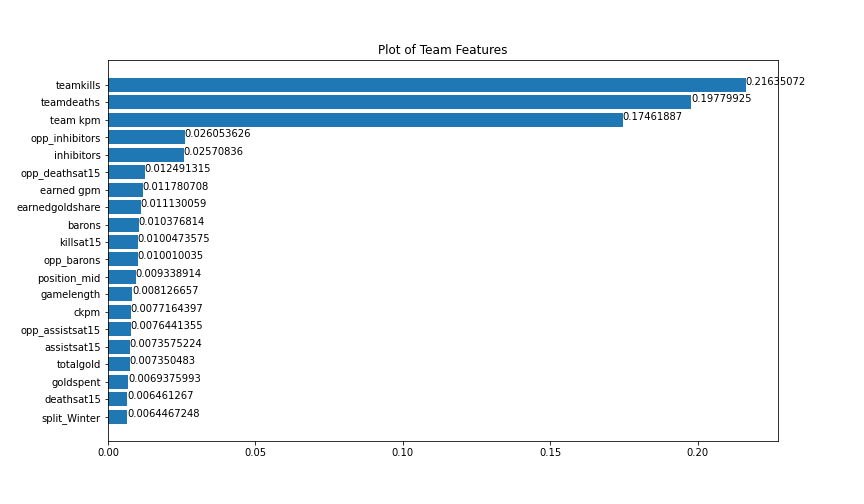 Plot of Team Features
teamkills 0.21635072
teamdeaths 0.19779925
team kpm 0.17461887
opp_inhibitors 0.026053626
inhibitors 0.02570836
opp_deathsat15 0.012491315
earned gpm 0.011780708
earnedgoldshare 0.011130059
barons 0.010376814
killsat15 0.0100473575
opp_barons 0.010010035
position_mid 0.009338914
gamelength 0.008126657
ckpm 0.0077164397
opp_assistsat15 0.0076441355
assistsat15 0.0073575224
totalgold 0.007350483
goldspent 0.0069375993
deathsat15 0.006461267
split_Winter 0.0064467248
0.00 0.05 0.10 0.15 0.20